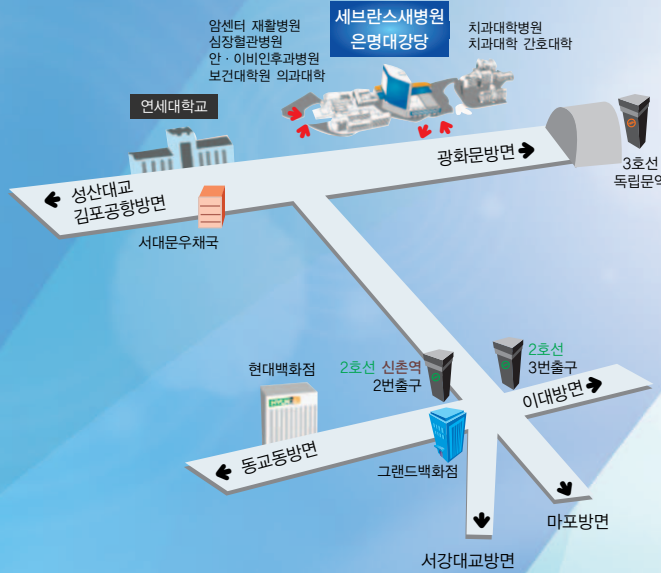 암센터 재활병원
심장혈관병원
안 · 이비인후과병원
보건대학원 의과대학
세브란스새병원
은명대강당
치과대학병원
치과대학 간호대학
연세대학교
광화문방면
3호선
독립문역
성산대교
김포공항방면
서대문우체국
2호선 신촌역
2번출구
2호선
3번출구
현대백화점
이대방면
동교동방면
그랜드백화점
마포방면
서강대교방면